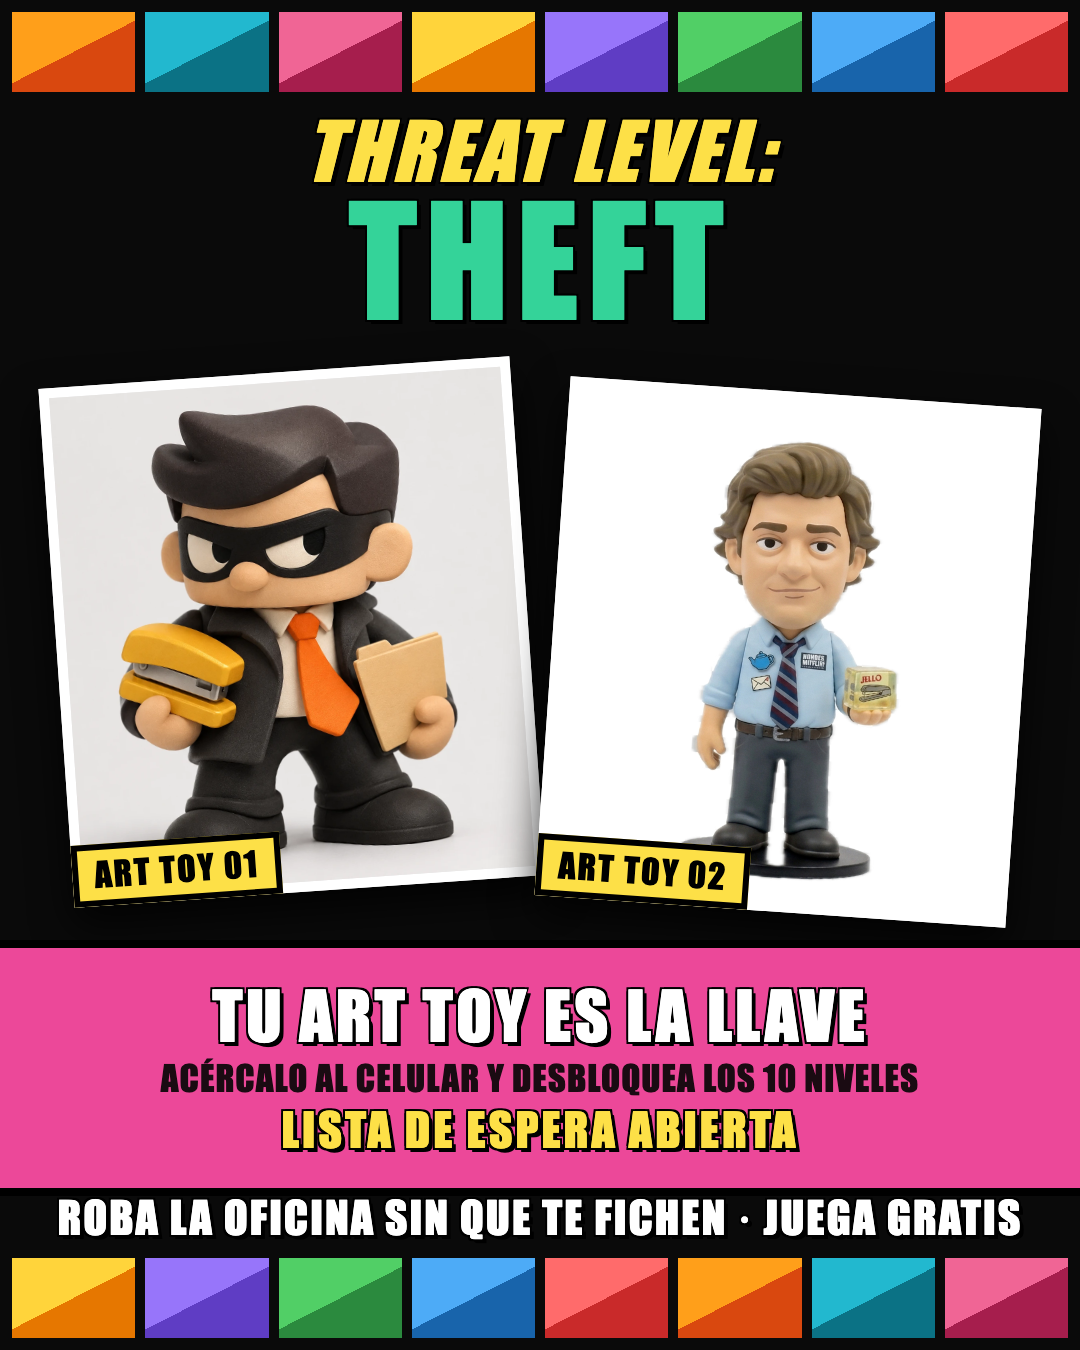 THREAT LEVEL:
THEFT
JELLO
ART TOY 01
ART TOY 02
TU ART TOY ES LA LLAVE
ACÉRCALO AL CELULAR Y DESBLOQUEA LOS 10 NIVELES
LISTA DE ESPERA ABIERTA
ROBA LA OFICINA SIN QUE TE FICHEN · JUEGA GRATIS